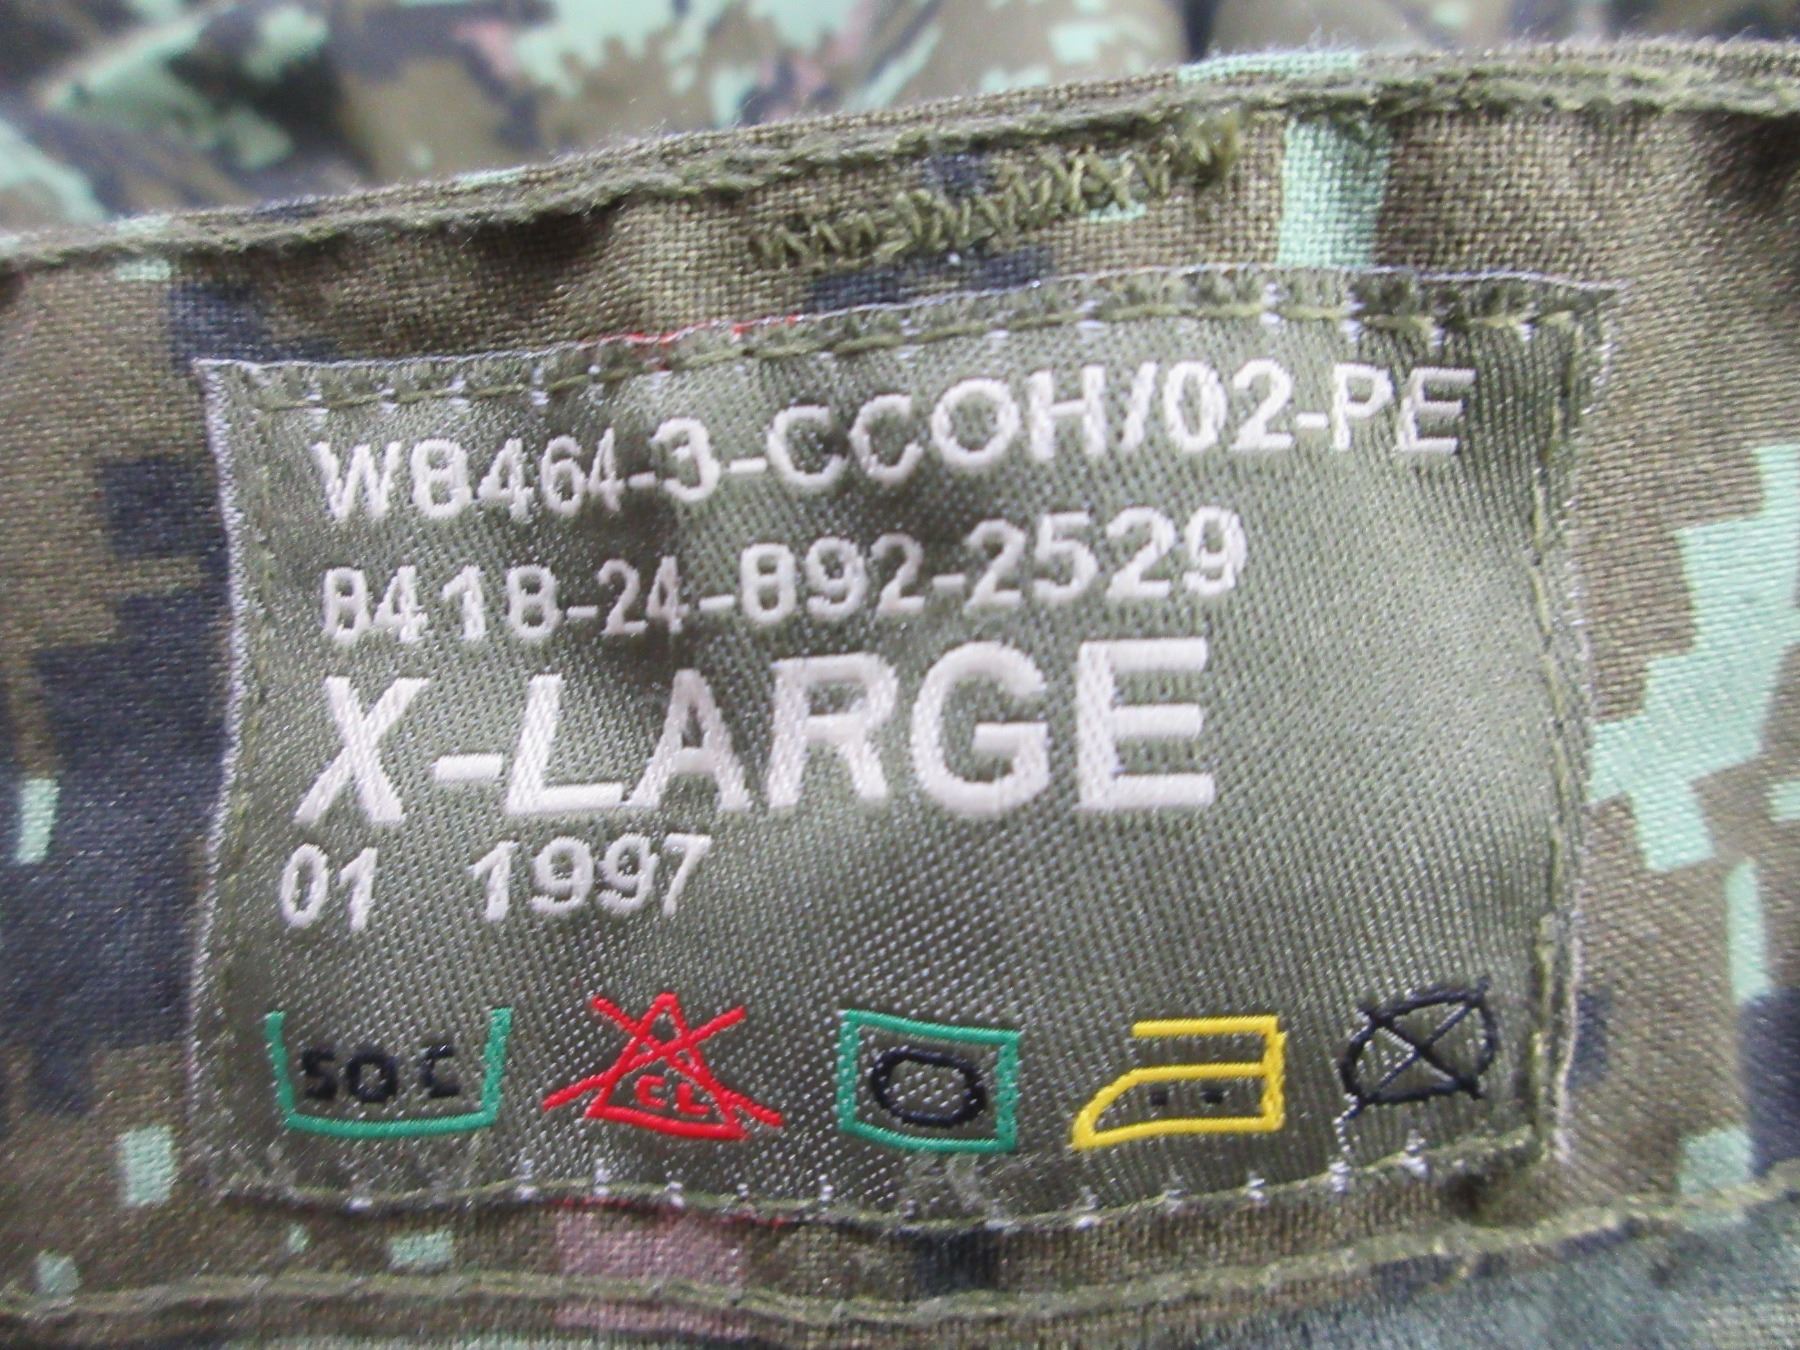 W8464-3-CCOH/02-PE
8418-24-892-2529
X-LARGE
01 1997
50 C
CL